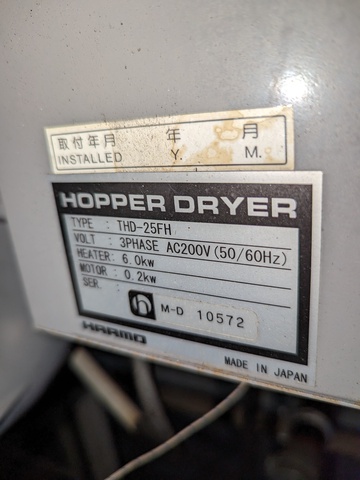 取付年月 年 月
INSTALLED Y. M.
HOPPER DRYER
TYPE : THD-25FH
VOLT : 3PHASE AC200V (50/60Hz)
HEATER: 6.0kw
MOTOR : 0.2kw
SER. :
h M-D 10572
HARMO
MADE IN JAPAN